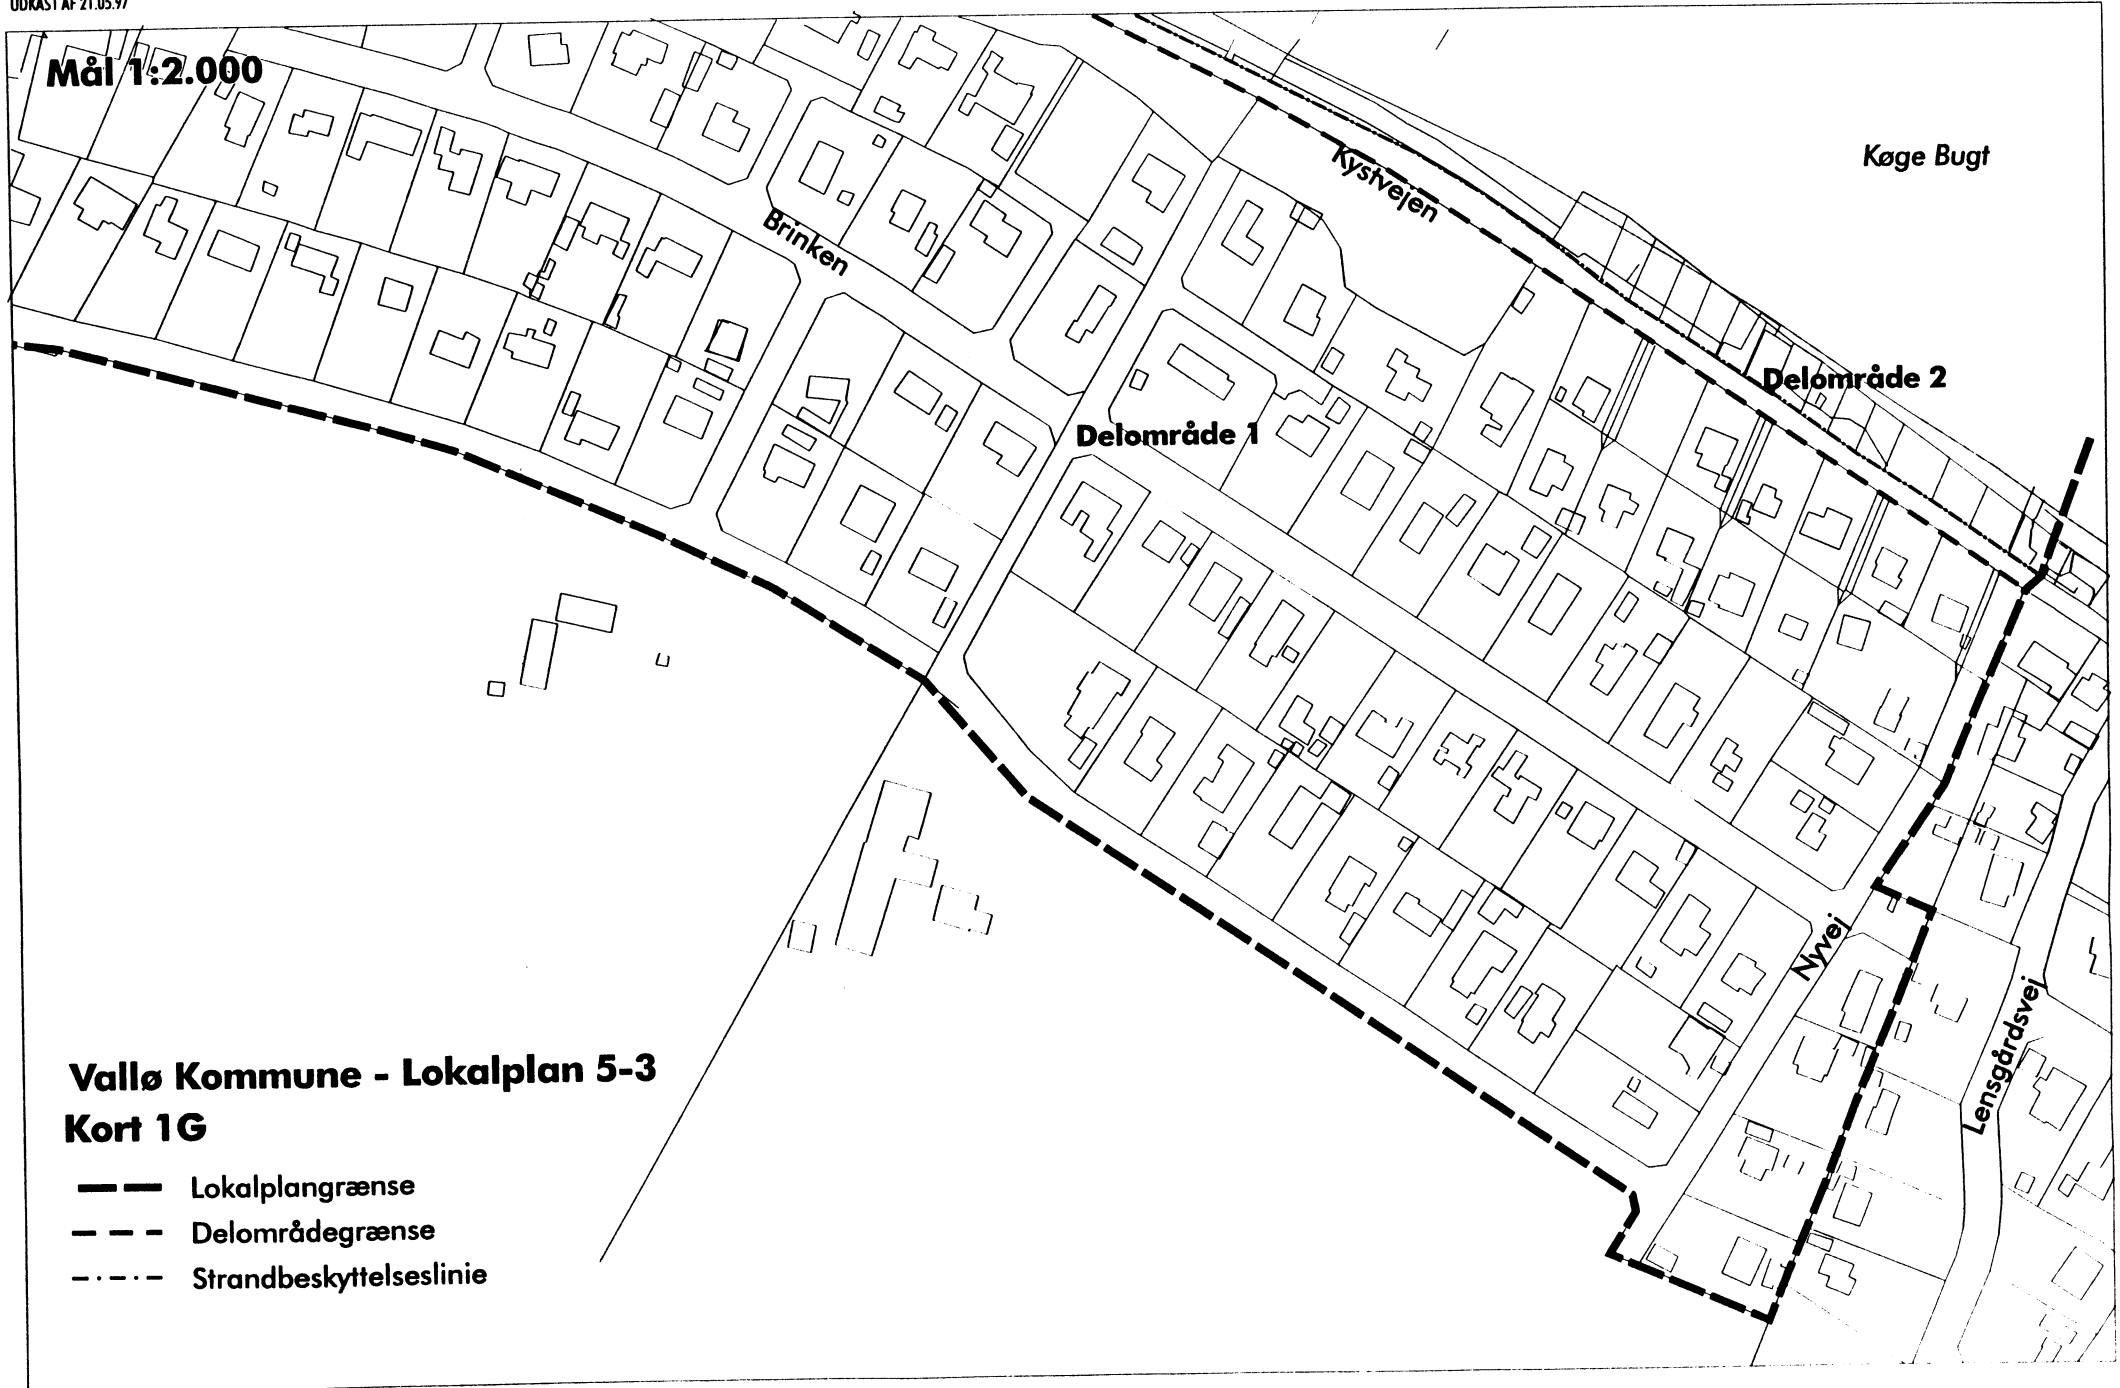 UDKAST AF 21.05.97
Mål 1:2.000
Køge Bugt
Kystvejen
Brinken
Delområde 2
Delområde 1
Nyvej
Lensgårdsvej
Vallø Kommune - Lokalplan 5-3
Kort 1G
Lokalplangrænse
Delområdegrænse
Strandbeskyttelseslinie